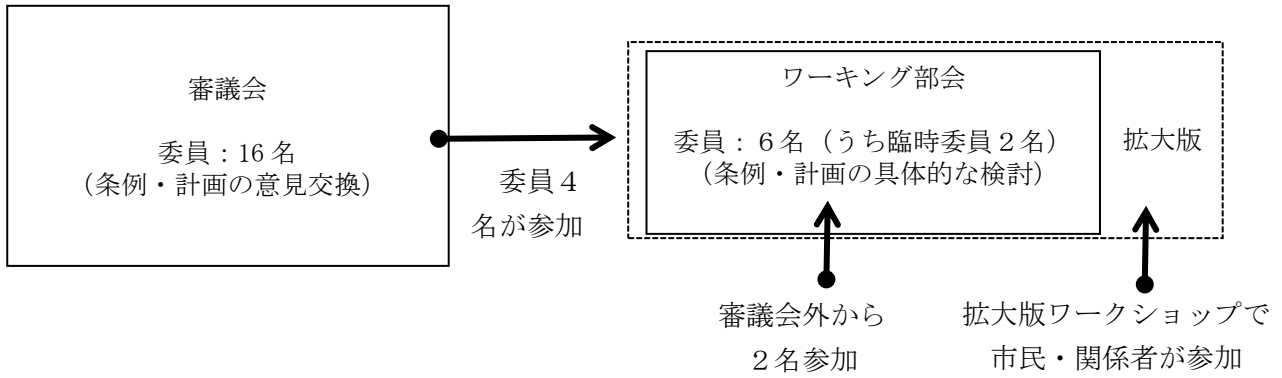 審議会
委員：16名
（条例・計画の意見交換）
委員４
名が参加
ワーキング部会
委員：６名（うち臨時委員２名）
（条例・計画の具体的な検討）
拡大版
審議会外から
２名参加
拡大版ワークショップで
市民・関係者が参加